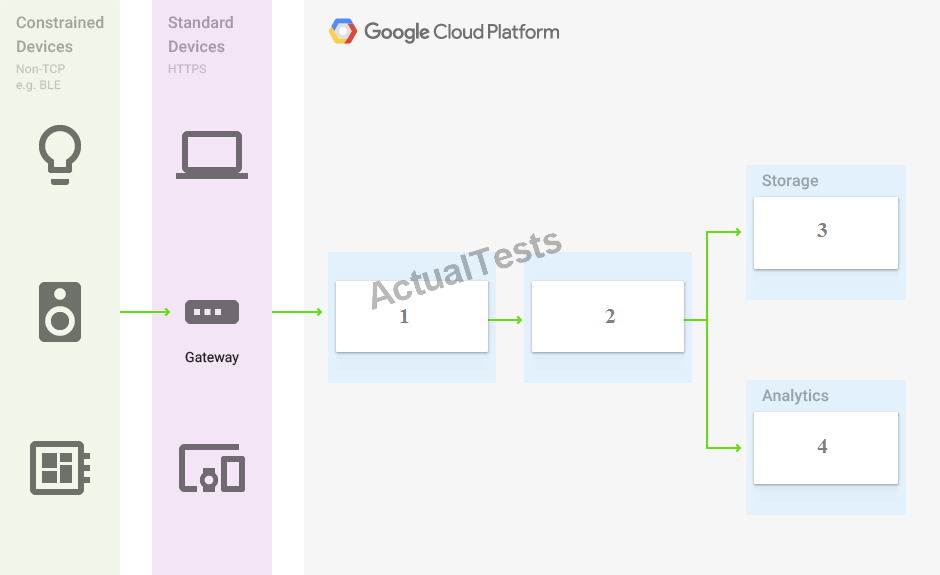 Constrained
Devices
Non-TCP
e.g. BLE
Standard
Devices
HTTPS
Google Cloud Platform
Gateway
ActualTests
1
2
Storage
3
Analytics
4